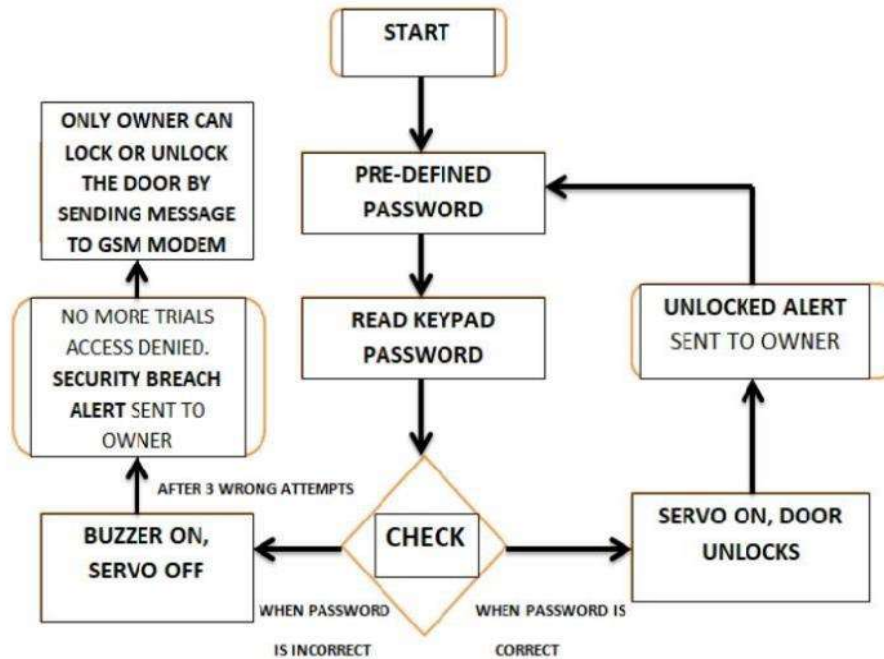 START
ONLY OWNER CAN
LOCK OR UNLOCK
THE DOOR BY
SENDING MESSAGE
TO GSM MODEM
PRE-DEFINED
PASSWORD
NO MORE TRIALS
ACCESS DENIED.
SECURITY BREACH
ALERT SENT TO
OWNER
READ KEYPAD
PASSWORD
UNLOCKED ALERT
SENT TO OWNER
AFTER 3 WRONG ATTEMPTS
BUZZER ON,
SERVO OFF
CHECK
SERVO ON, DOOR
UNLOCKS
WHEN PASSWORD
IS INCORRECT
WHEN PASSWORD IS
CORRECT